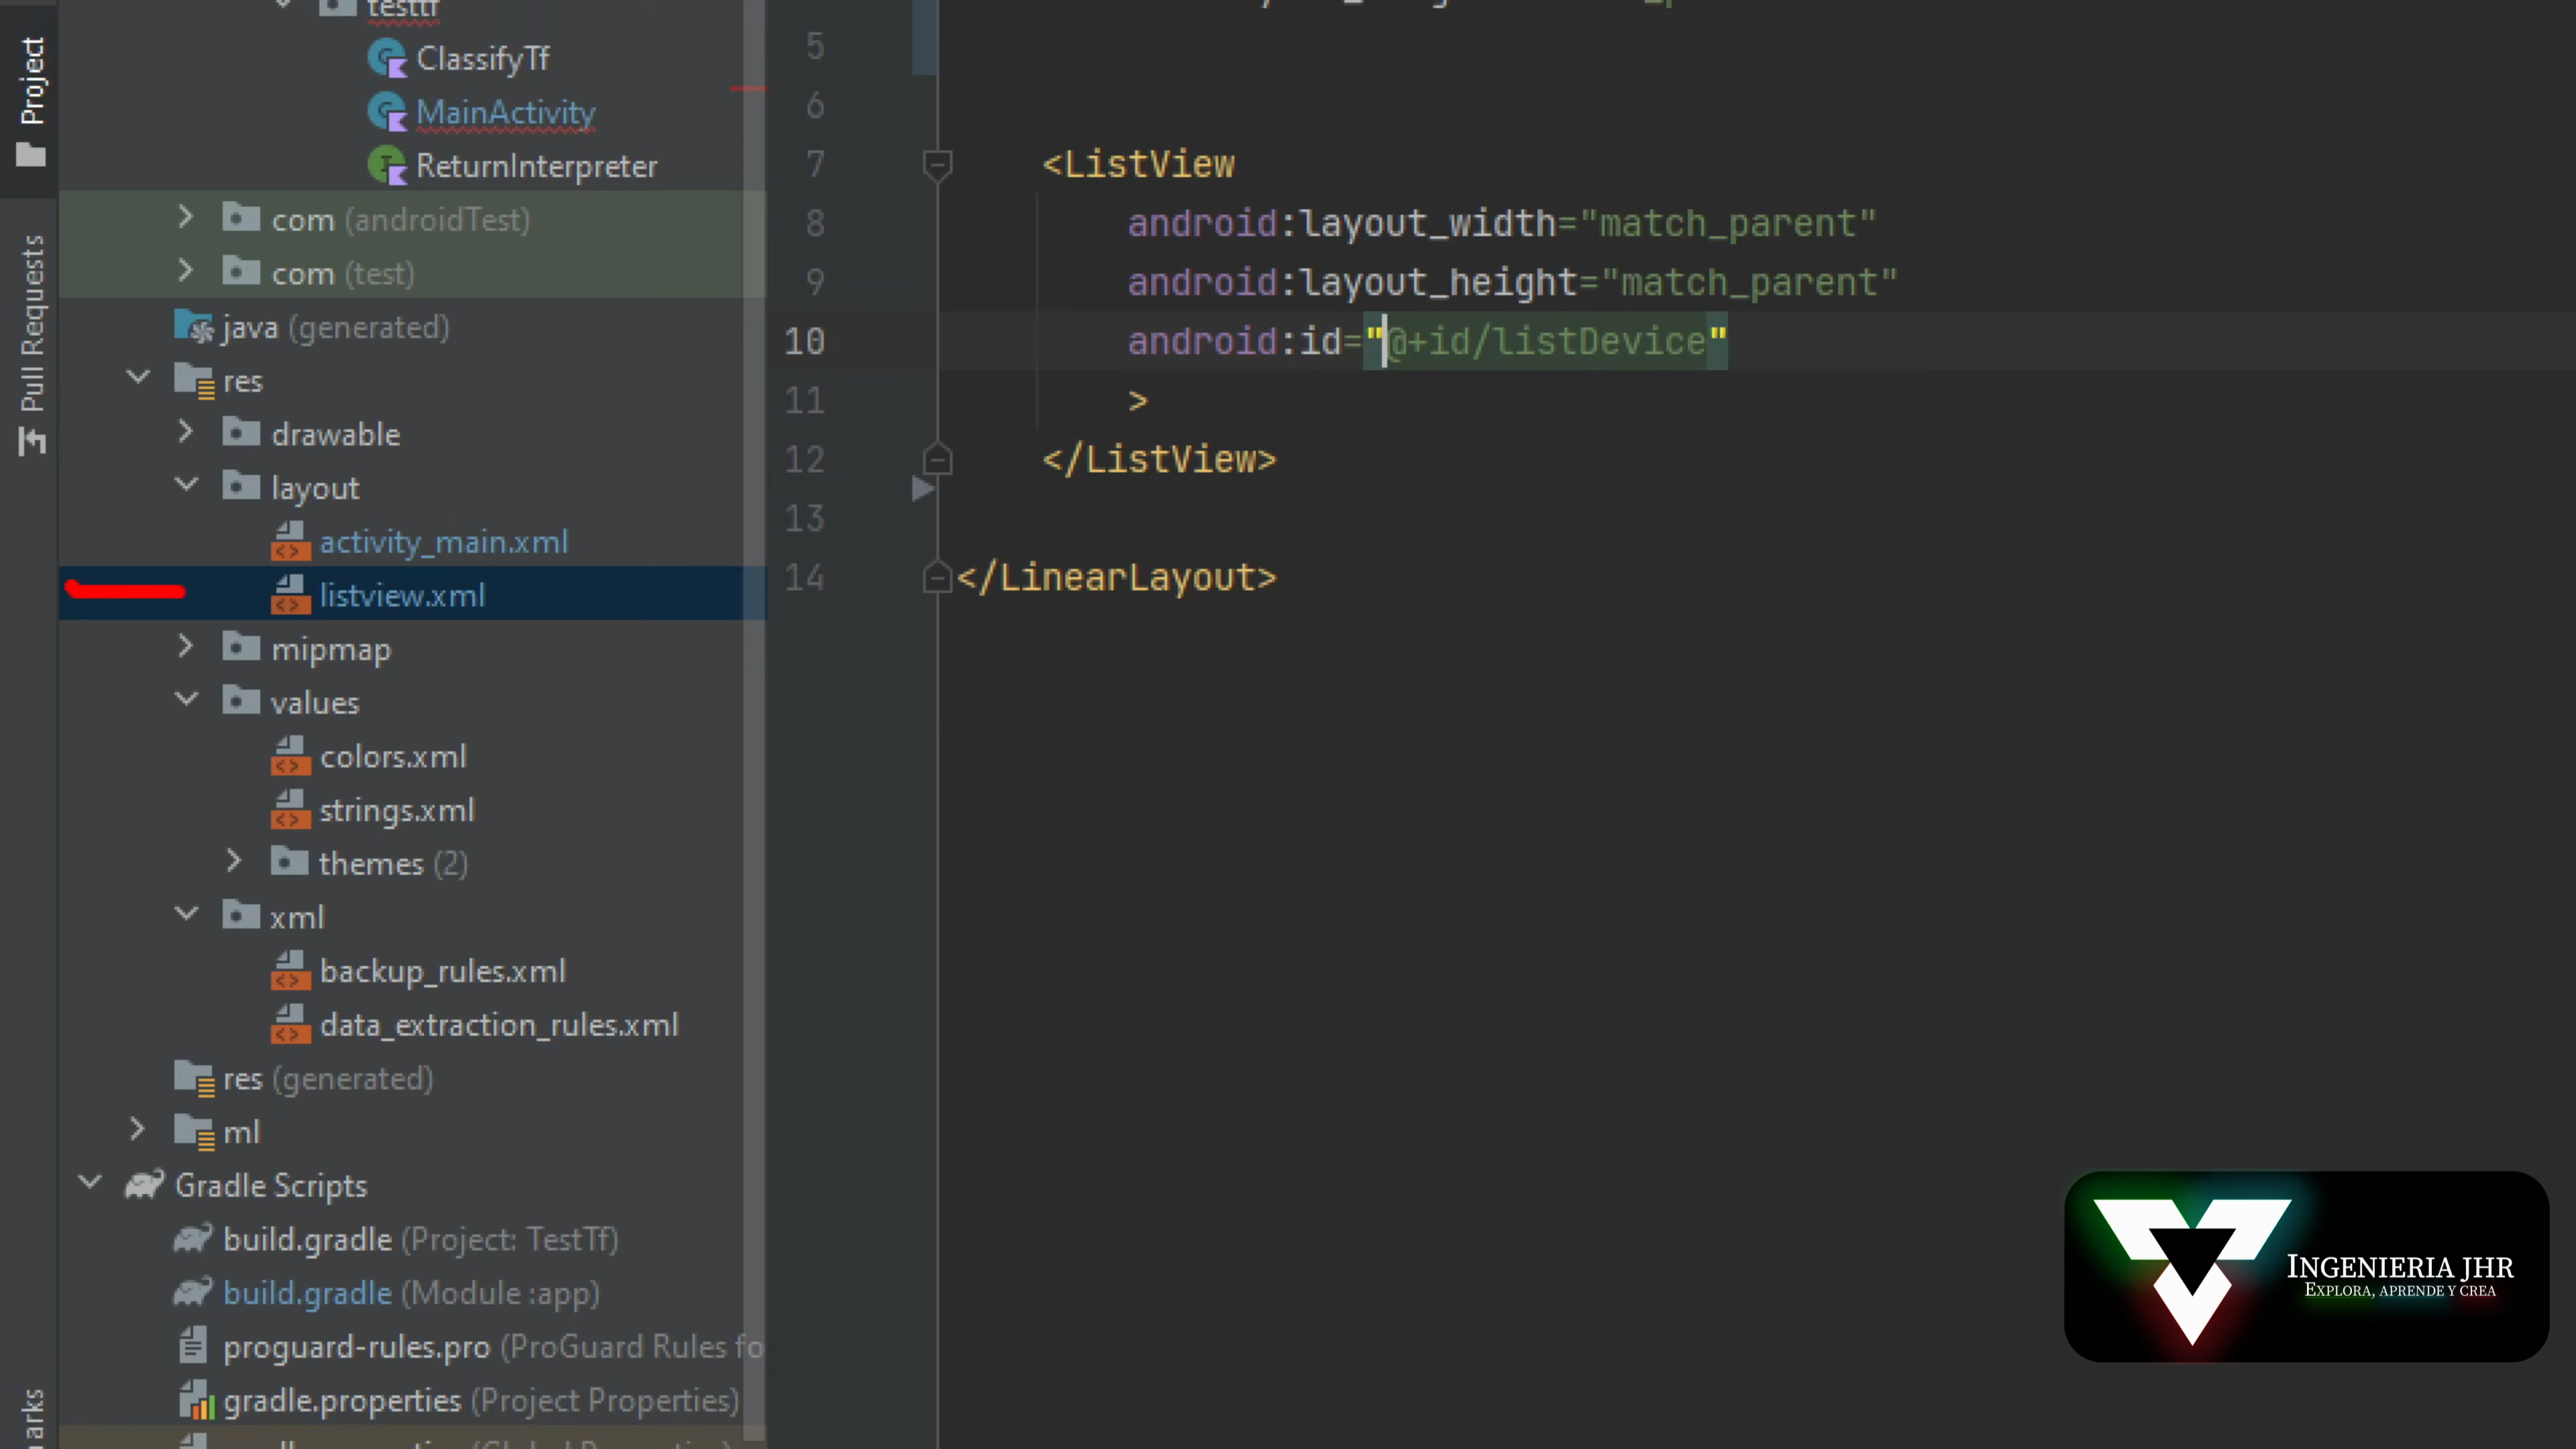 Project
Pull Requests
testtf
ClassifyTf
MainActivity
ReturnInterpreter
com (androidTest)
com (test)
java (generated)
res
drawable
layout
activity_main.xml
listview.xml
mipmap
values
colors.xml
strings.xml
themes (2)
xml
backup_rules.xml
data_extraction_rules.xml
res (generated)
ml
Gradle Scripts
build.gradle (Project: TestTf)
build.gradle (Module :app)
proguard-rules.pro (ProGuard Rules fo
gradle.properties (Project Properties)
5
6
7 <ListView
8 android:layout_width="match_parent"
9 android:layout_height="match_parent"
10 android:id="@+id/listDevice"
11 >
12 </ListView>
13
14 </LinearLayout>
INGENIERIA JHR
EXPLORA, APRENDE Y CREA